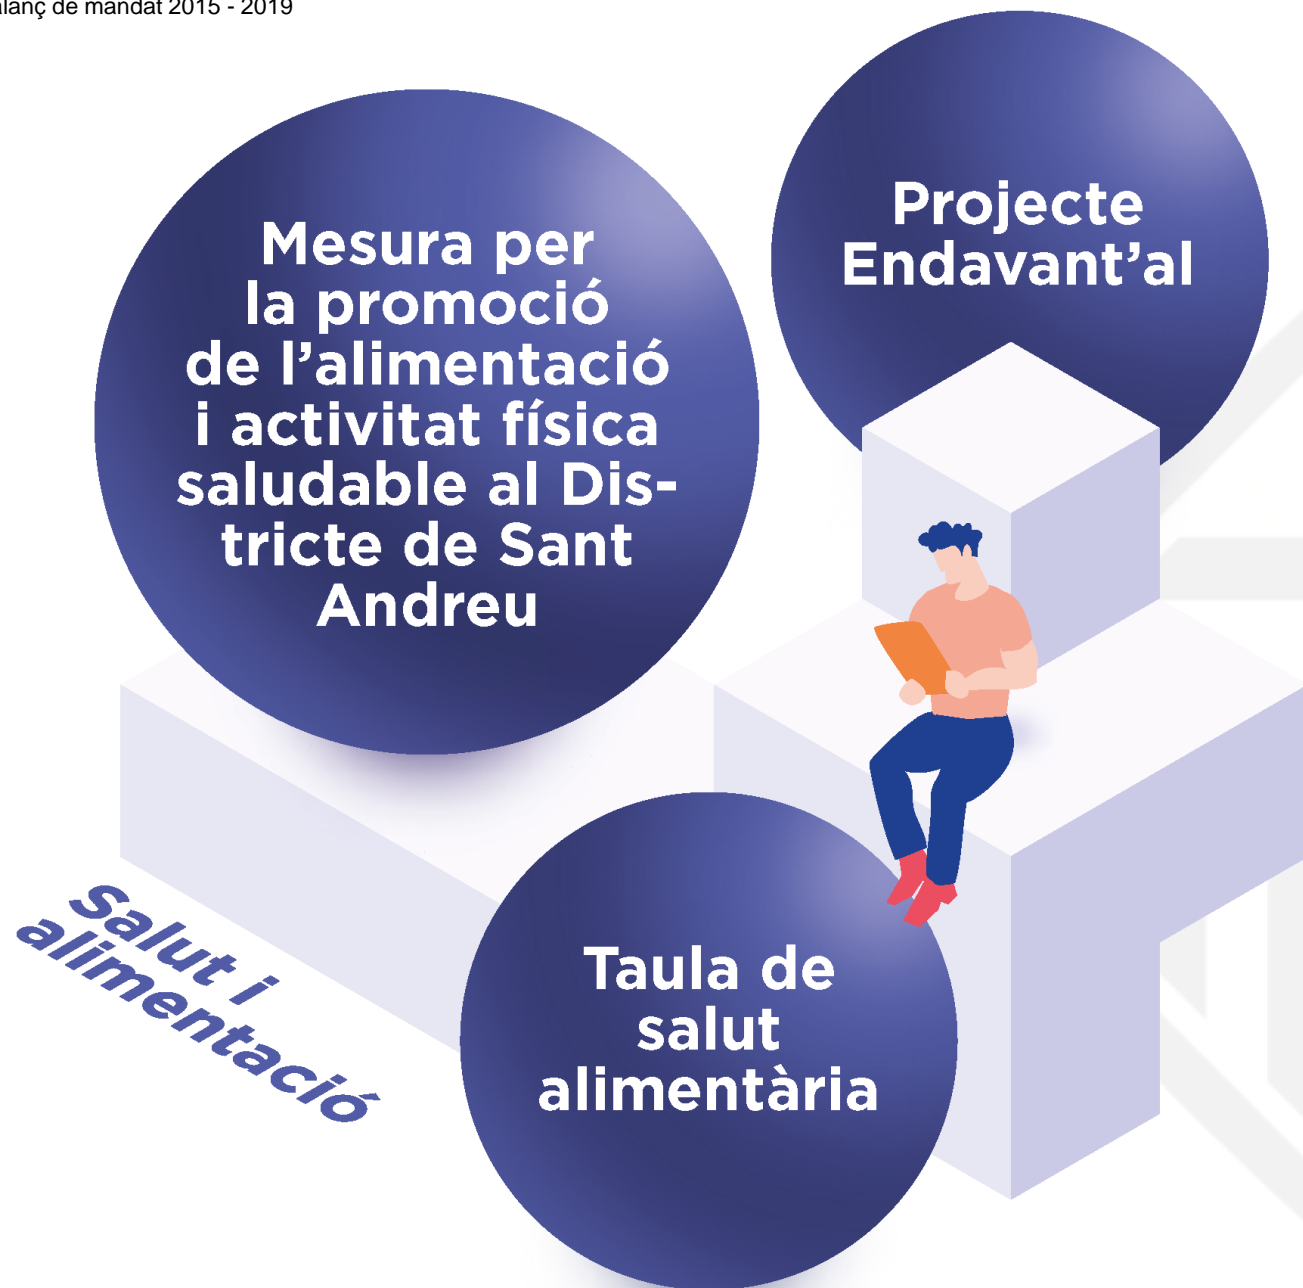 de mandat 2015 - 2019
Projecte
Endavant’al
Mesura per
la promoció
de l’alimentació
i activitat física
saludable al Dis-
tricte de Sant
Andreu
Salut i
alimentació
Taula de
salut
alimentària